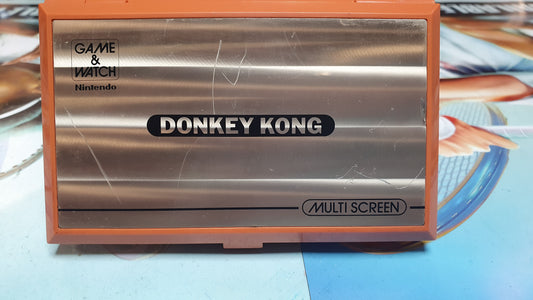 GAME
&
WATCH
Nintendo
DONKEY KONG
MULTI SCREEN